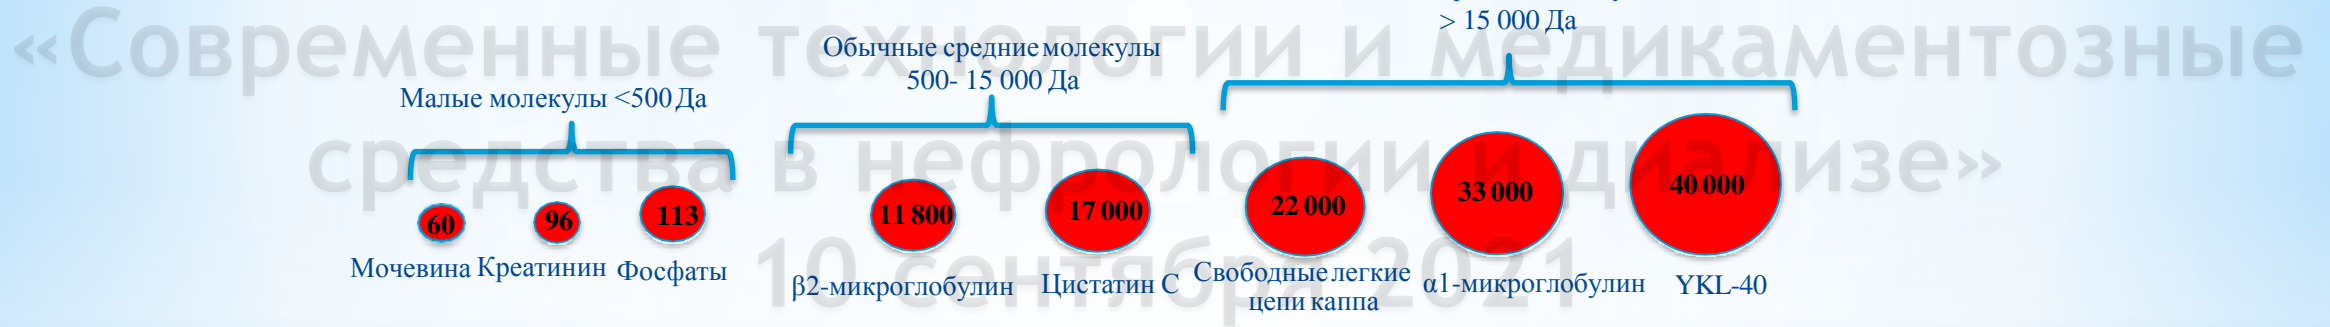 > 15 000 Да
Обычные средние молекулы
500- 15 000 Да
Малые молекулы <500 Да
60
96
113
11 800
17 000
22 000
33 000
40 000
Мочевина
Креатинин
Фосфаты
β2-микроглобулин
Цистатин С
Свободные легкие
цепи каппа
α1-микроглобулин
YKL-40
«Современные технологии и медикаментозные
средства в нефрологии и диализе»
10 сентября 2021